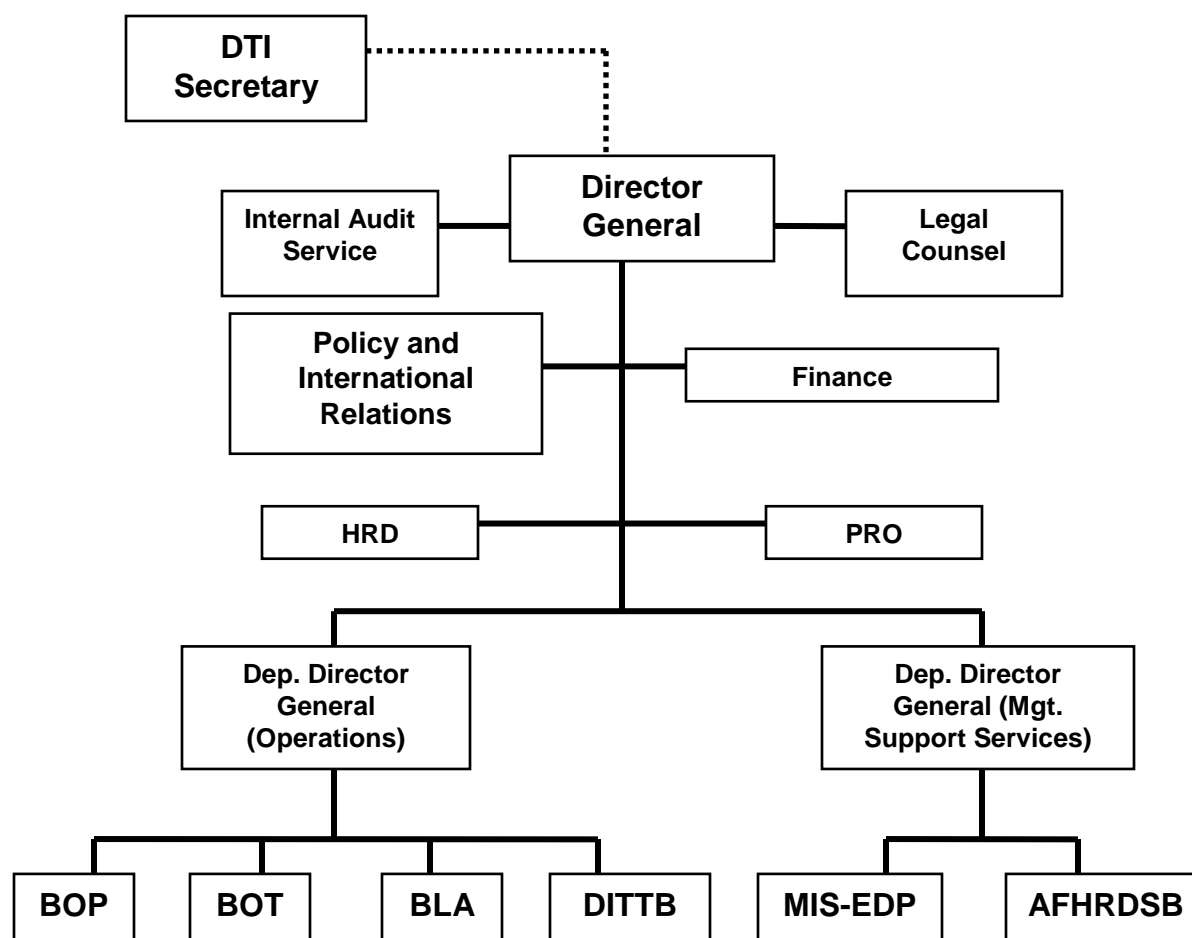 DTI
Secretary
Director
General
Internal Audit
Service
Legal
Counsel
Policy and
International
Relations
Finance
HRD
PRO
Dep. Director
General
(Operations)
Dep. Director
General (Mgt.
Support Services)
BOP
BOT
BLA
DITTB
MIS-EDP
AFHRDSB